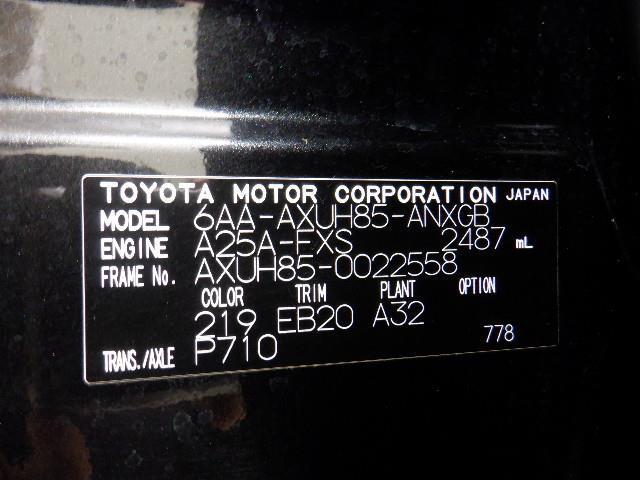 TOYOTA MOTOR CORPORATION JAPAN
MODEL 6AA-AXUH85-ANXGB
ENGINE A25A-FXS 2487 mL
FRAME No. AXUH85-0022558
COLOR TRIM PLANT OPTION
219 EB20 A32
TRANS./AXLE P710 778